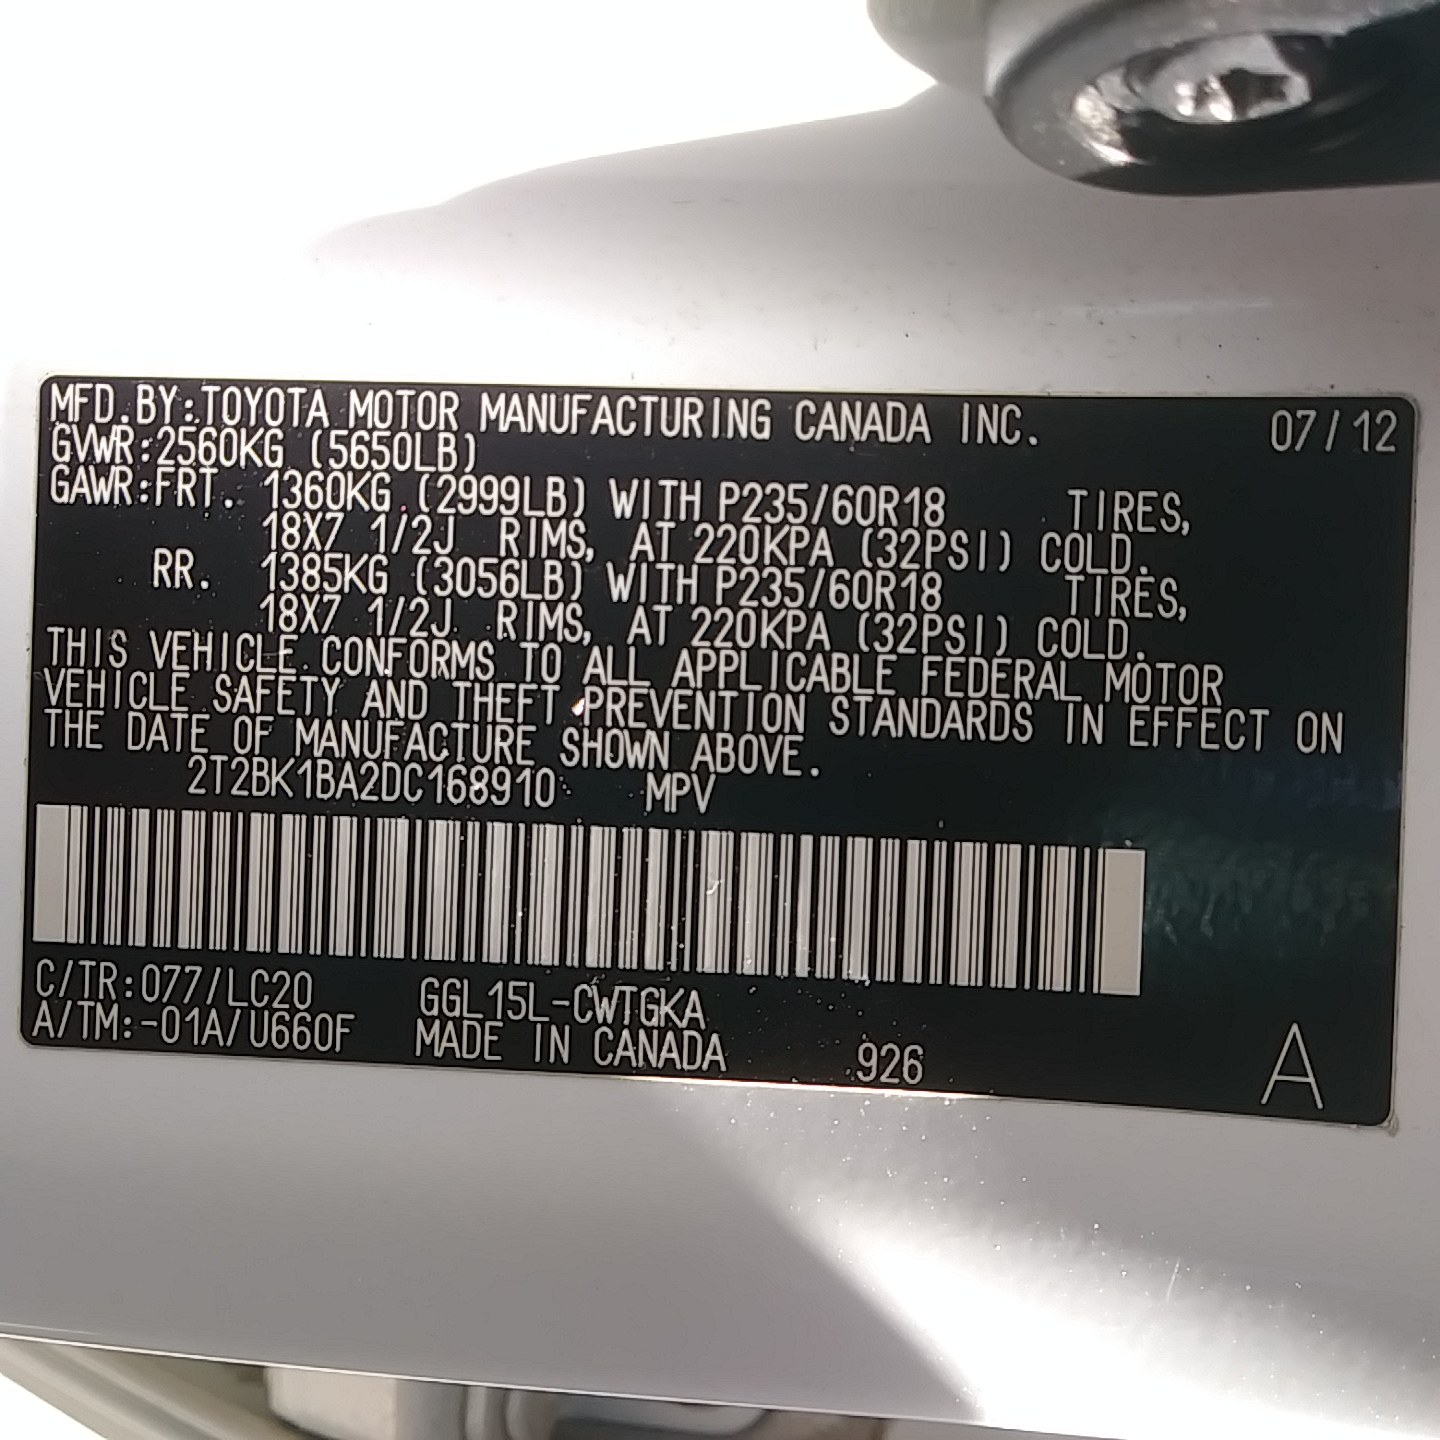 MFD.BY:TOYOTA MOTOR MANUFACTURING CANADA INC. 07/12
GVWR:2560KG (5650LB)
GAWR:FRT. 1360KG (2999LB) WITH P235/60R18 TIRES,
18X7 1/2J RIMS, AT 220KPA (32PSI) COLD.
RR. 1385KG (3056LB) WITH P235/60R18 TIRES,
18X7 1/2J RIMS, AT 220KPA (32PSI) COLD.
THIS VEHICLE CONFORMS TO ALL APPLICABLE FEDERAL MOTOR
VEHICLE SAFETY AND THEFT PREVENTION STANDARDS IN EFFECT ON
THE DATE OF MANUFACTURE SHOWN ABOVE.
2T2BK1BA2DC168910 MPV
C/TR:077/LC20 GGL15L-CWTGKA
A/TM:-01A/U660F MADE IN CANADA 926 A